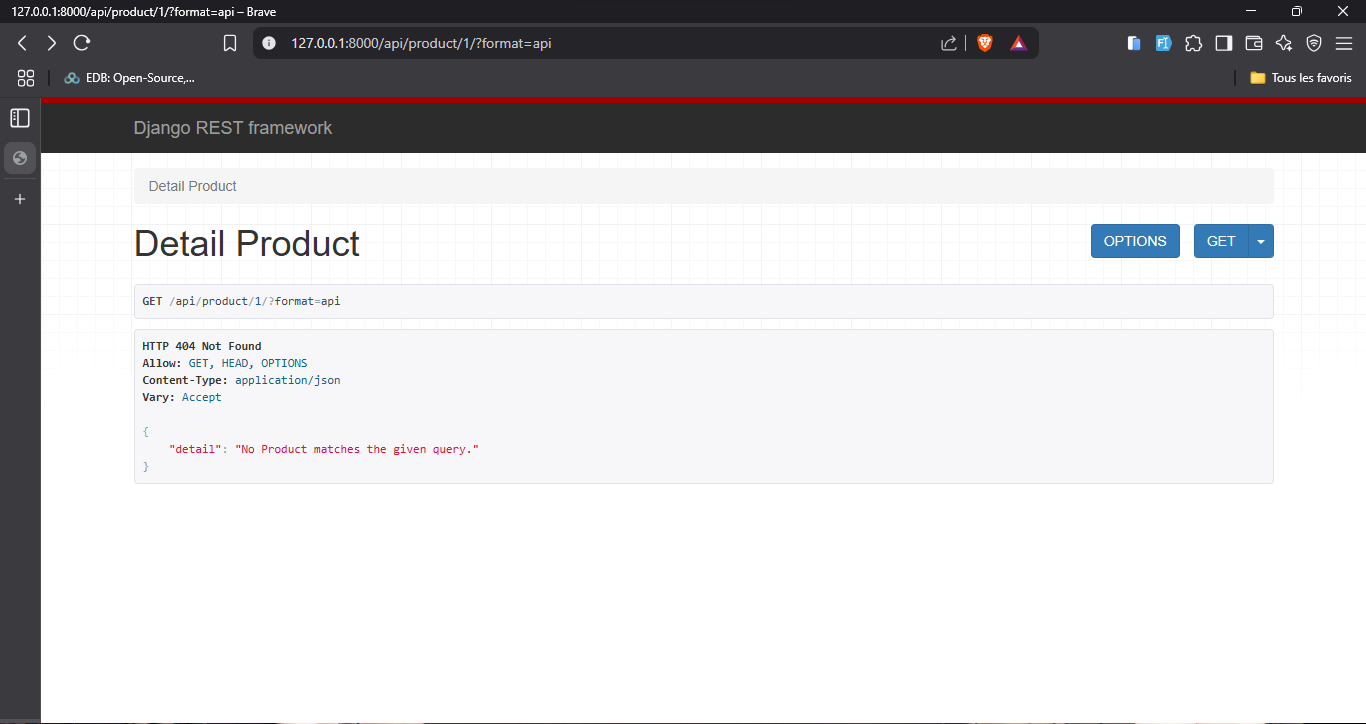 127.0.0.1:8000/api/product/1/?format=api – Brave
127.0.0.1:8000/api/product/1/?format=api
EDB: Open-Source,...
Tous les favoris
Django REST framework
Detail Product
Detail Product
OPTIONS
GET
GET /api/product/1/?format=api
HTTP 404 Not Found
Allow: GET, HEAD, OPTIONS
Content-Type: application/json
Vary: Accept
{
"detail": "No Product matches the given query."
}